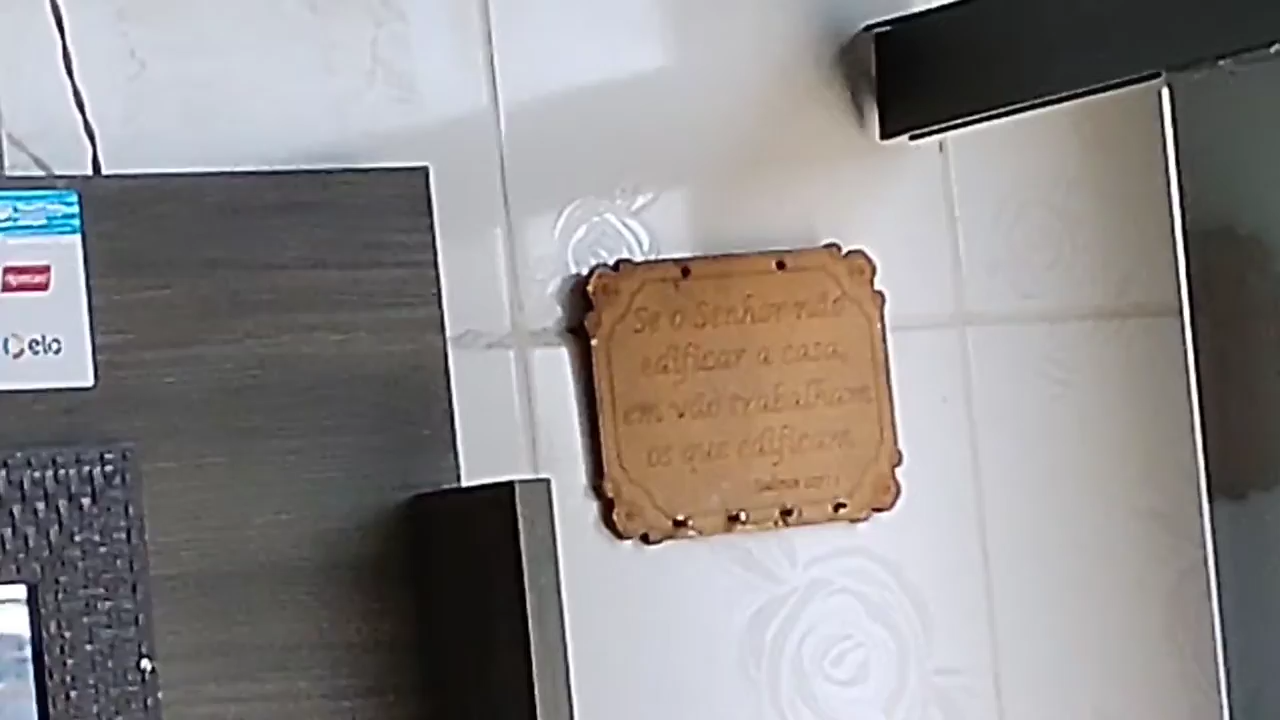 elo
Se o Senhor não
edificar a casa,
em vão trabalham
os que edificam